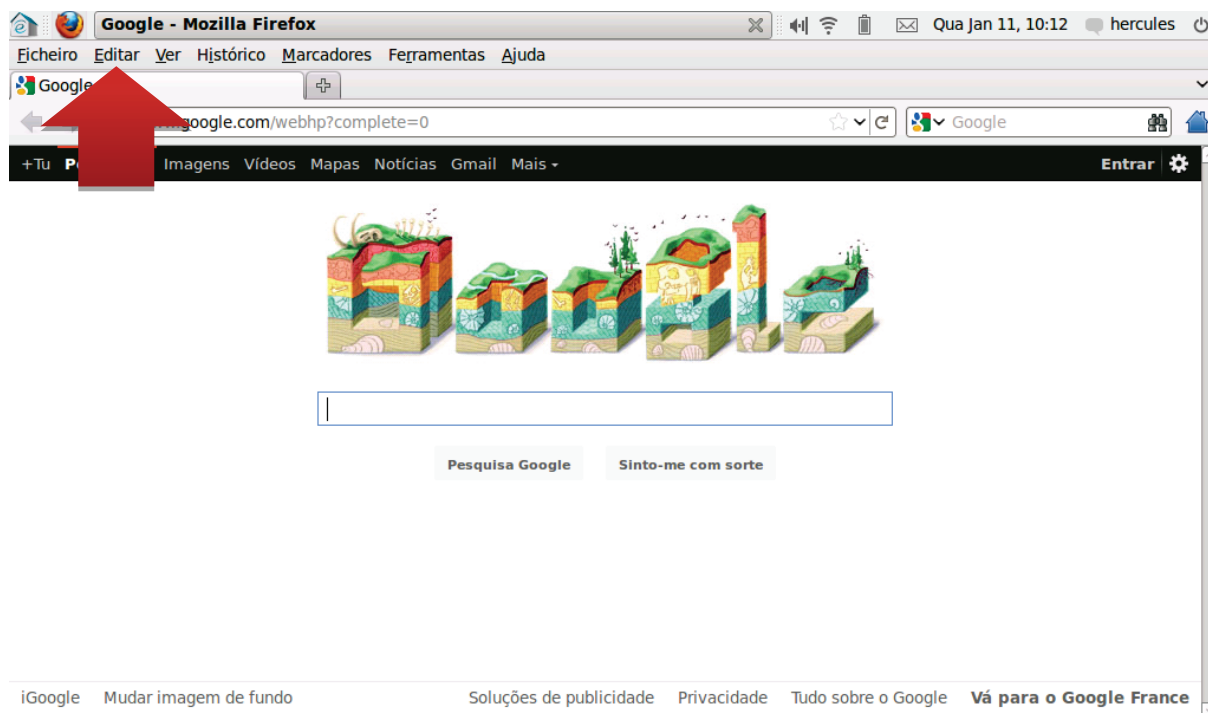 Google - Mozilla Firefox Qua Jan 11, 10:12 hercules
Ficheiro Editar Ver Histórico Marcadores Ferramentas Ajuda
Google
google.com/webhp?complete=0 Google
+Tu Imagens Vídeos Mapas Notícias Gmail Mais Entrar
Google
Pesquisa Google Sinto-me com sorte
iGoogle Mudar imagem de fundo Soluções de publicidade Privacidade Tudo sobre o Google Vá para o Google France